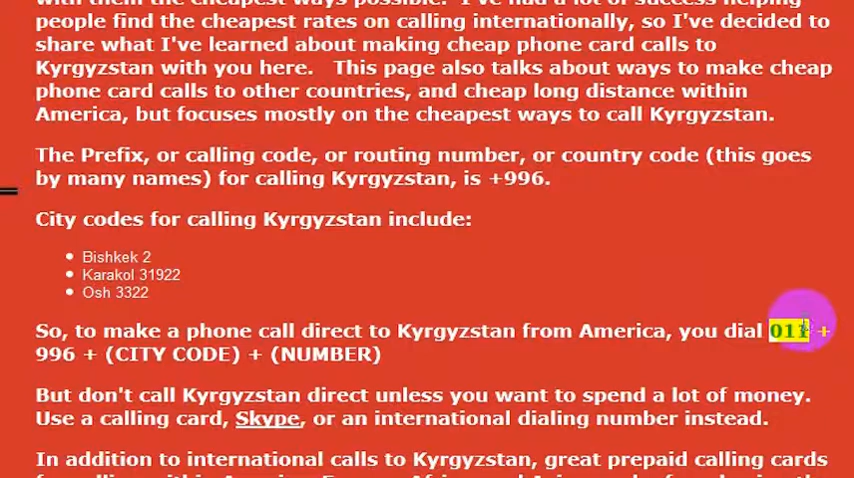 with them the cheapest ways possible. I've had a lot of success helping
people find the cheapest rates on calling internationally, so I've decided to
share what I've learned about making cheap phone card calls to
Kyrgyzstan with you here. This page also talks about ways to make cheap
phone card calls to other countries, and cheap long distance within
America, but focuses mostly on the cheapest ways to call Kyrgyzstan.
The Prefix, or calling code, or routing number, or country code (this goes
by many names) for calling Kyrgyzstan, is +996.
City codes for calling Kyrgyzstan include:
Bishkek 2
Karakol 31922
Osh 3322
So, to make a phone call direct to Kyrgyzstan from America, you dial 011 +
996 + (CITY CODE) + (NUMBER)
But don't call Kyrgyzstan direct unless you want to spend a lot of money.
Use a calling card, Skype, or an international dialing number instead.
In addition to international calls to Kyrgyzstan, great prepaid calling cards